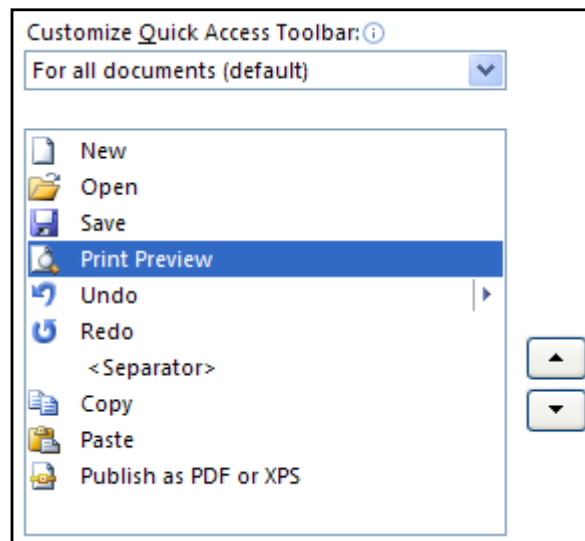 Customize Quick Access Toolbar:
For all documents (default)
New
Open
Save
Print Preview
Undo
Redo
<Separator>
Copy
Paste
Publish as PDF or XPS